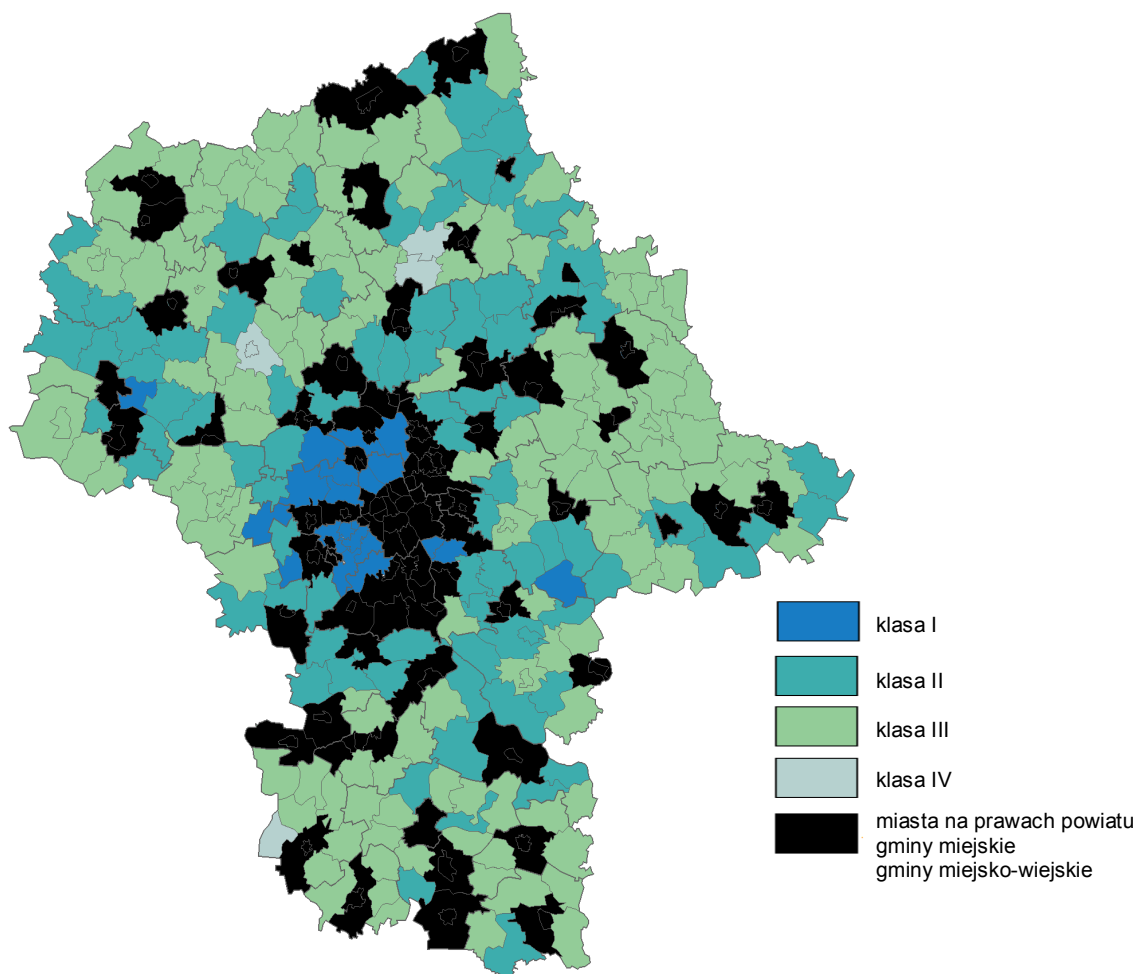 klasa I
klasa II
klasa III
klasa IV
miasta na prawach powiatu
gminy miejskie
gminy miejsko-wiejskie